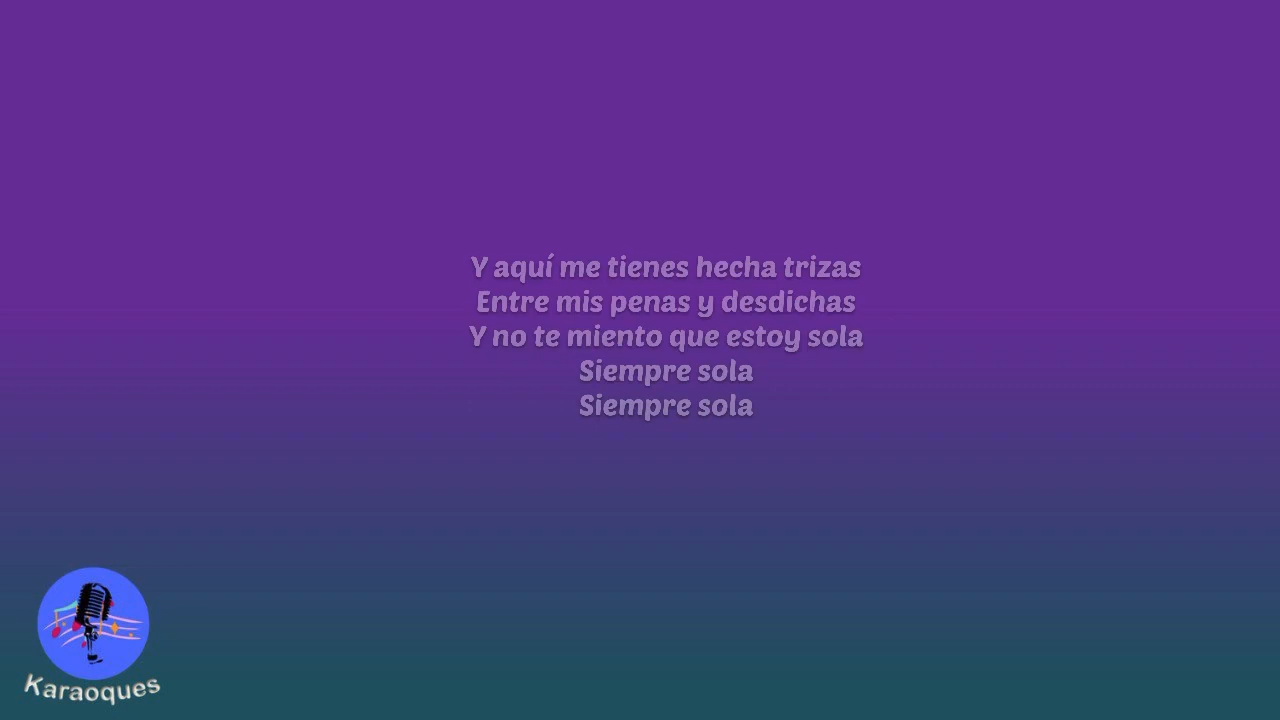 Y aquí me tienes hecha trizas
Entre mis penas y desdichas
Y no te miento que estoy sola
Siempre sola
Siempre sola
Karaoques